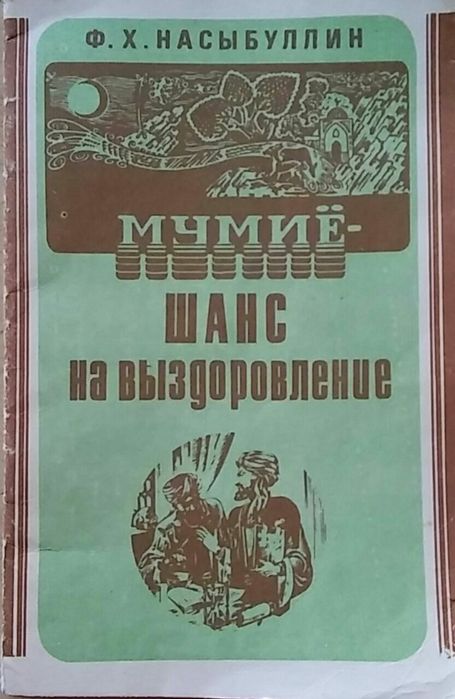 Ф. Х. НАСЫБУЛЛИН
МУМИЁ-
ШАНС
на выздоровление